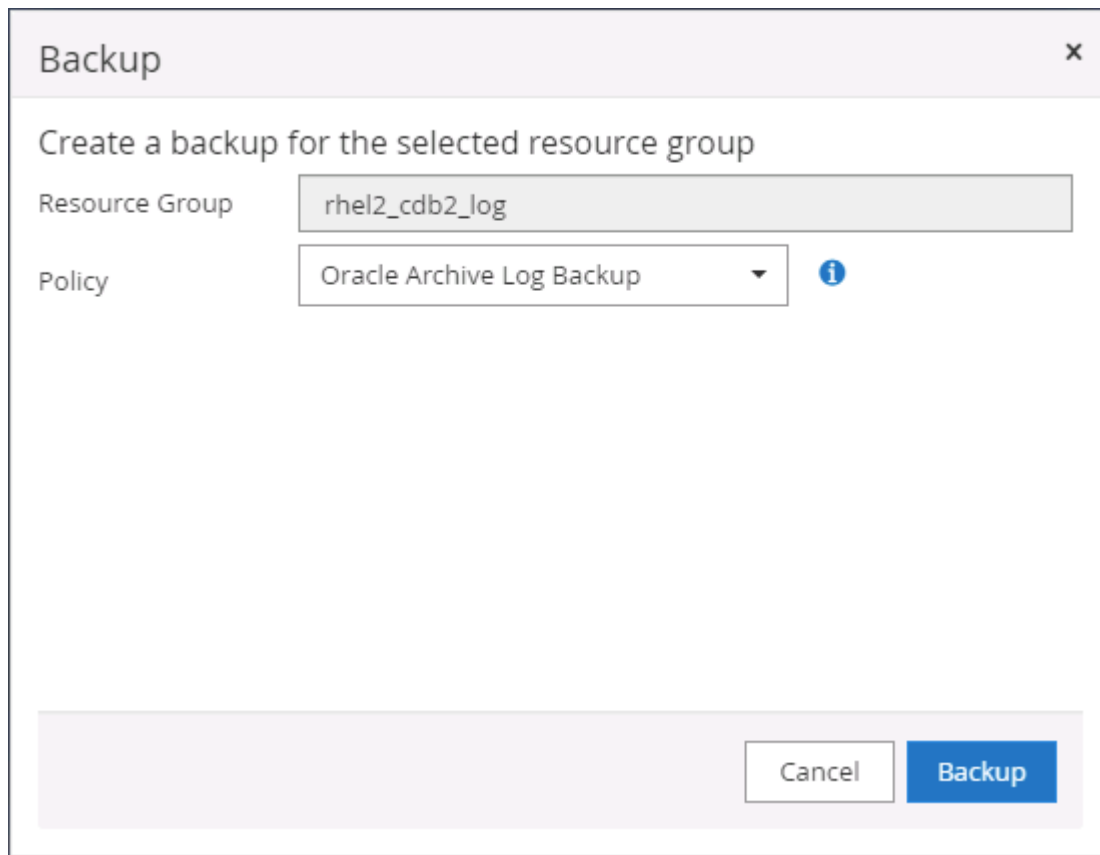 Backup ×
Create a backup for the selected resource group
Resource Group rhel2_cdb2_log
Policy Oracle Archive Log Backup i
Cancel Backup